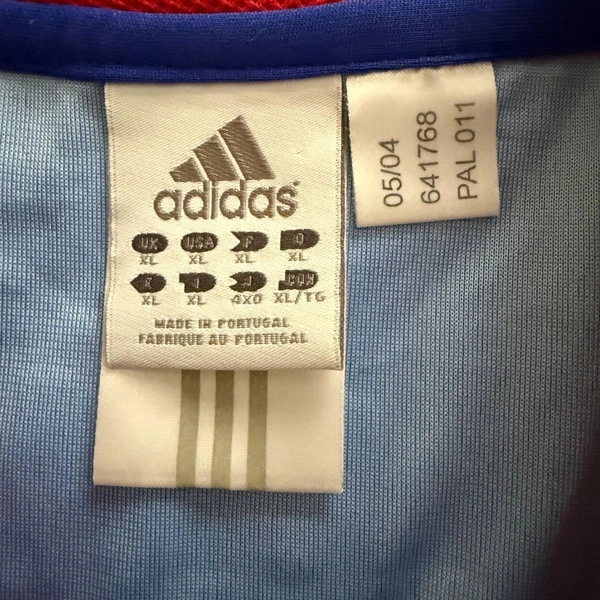 adidas
UK USA F D
XL XL XL XL
E I J CDN
XL XL 4XO XL/TG
MADE IN PORTUGAL
FABRIQUE AU PORTUGAL
05/04
641768
PAL 011